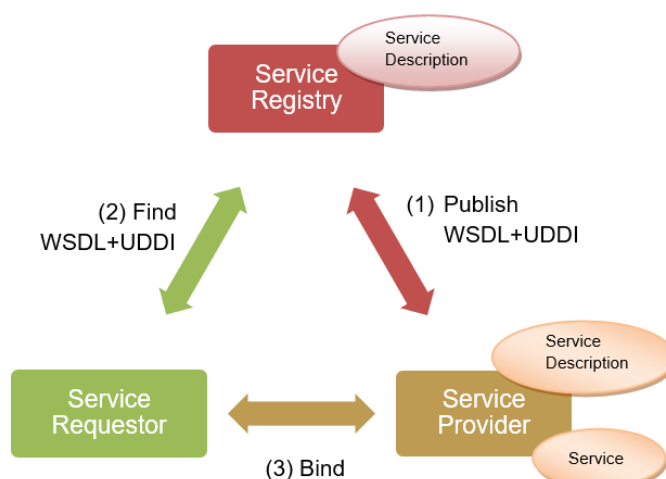 Service
Description
Service
Registry
(2) Find
WSDL+UDDI
(1) Publish
WSDL+UDDI
Service
Description
Service
Requestor
Service
Provider
Service
(3) Bind